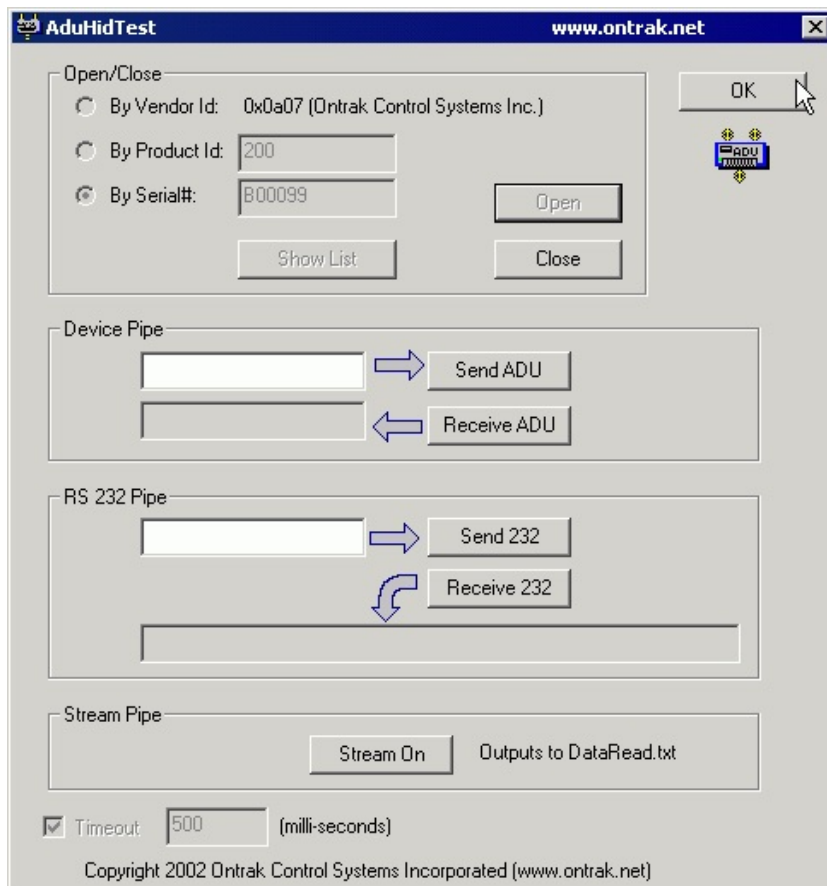 AduHidTest www.ontrak.net
Open/Close
By Vendor Id: 0x0a07 (Ontrak Control Systems Inc.)
OK
ADU
By Product Id: 200
By Serial#: B00099
Open
Show List
Close
Device Pipe
Send ADU
Receive ADU
RS 232 Pipe
Send 232
Receive 232
Stream Pipe
Stream On Outputs to DataRead.txt
Timeout 500 (milli-seconds)
Copyright 2002 Ontrak Control Systems Incorporated (www.ontrak.net)